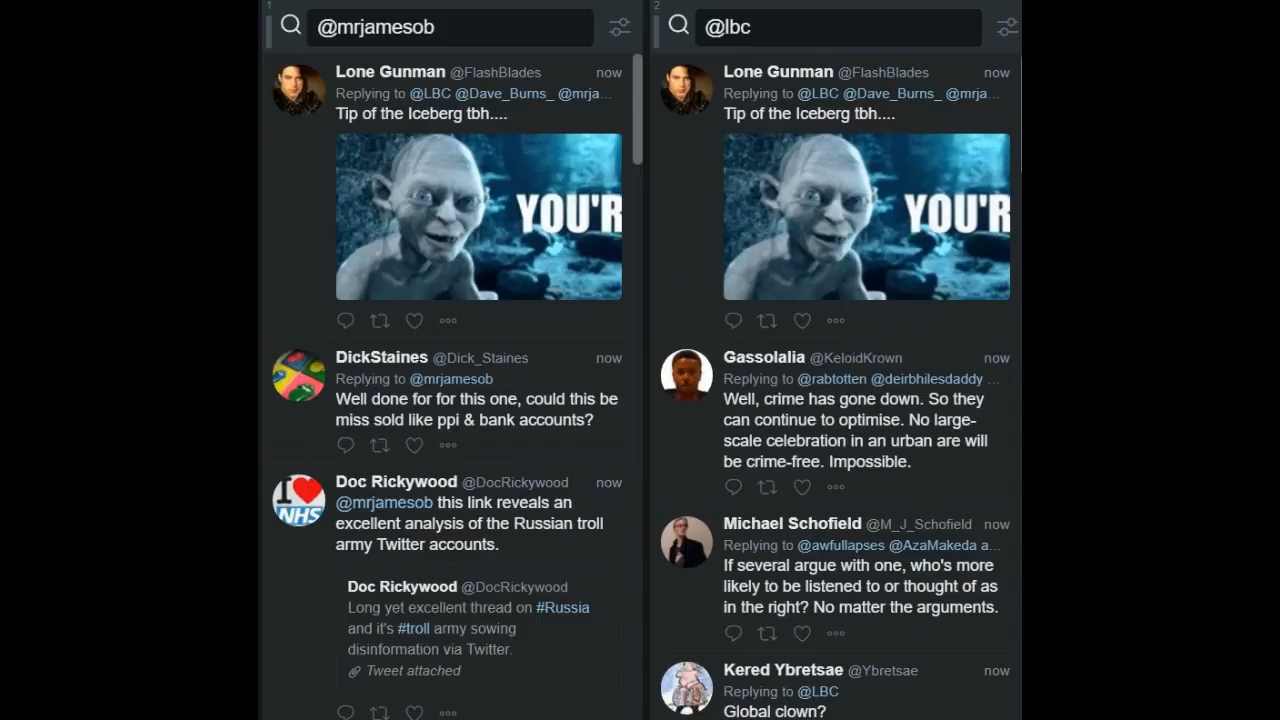 1
@mrjamesob
Lone Gunman @FlashBlades now
Replying to @LBC @Dave_Burns_ @mrja...
Tip of the Iceberg tbh....
YOU'R
DickStaines @Dick_Staines now
Replying to @mrjamesob
Well done for for this one, could this be
miss sold like ppi & bank accounts?
Doc Rickywood @DocRickywood now
@mrjamesob this link reveals an
excellent analysis of the Russian troll
army Twitter accounts.
I
NHS
Doc Rickywood @DocRickywood
Long yet excellent thread on #Russia
and it's #troll army sowing
disinformation via Twitter.
Tweet attached
2
@lbc
Lone Gunman @FlashBlades now
Replying to @LBC @Dave_Burns_ @mrja...
Tip of the Iceberg tbh....
YOU'R
Gassolalia @KeloidKrown now
Replying to @rabtotten @deirbhilesdaddy ...
Well, crime has gone down. So they
can continue to optimise. No large-
scale celebration in an urban are will
be crime-free. Impossible.
Michael Schofield @M_J_Schofield now
Replying to @awfullapses @AzaMakeda a...
If several argue with one, who's more
likely to be listened to or thought of as
in the right? No matter the arguments.
Kered Ybretsae @Ybretsae now
Replying to @LBC
Global clown?